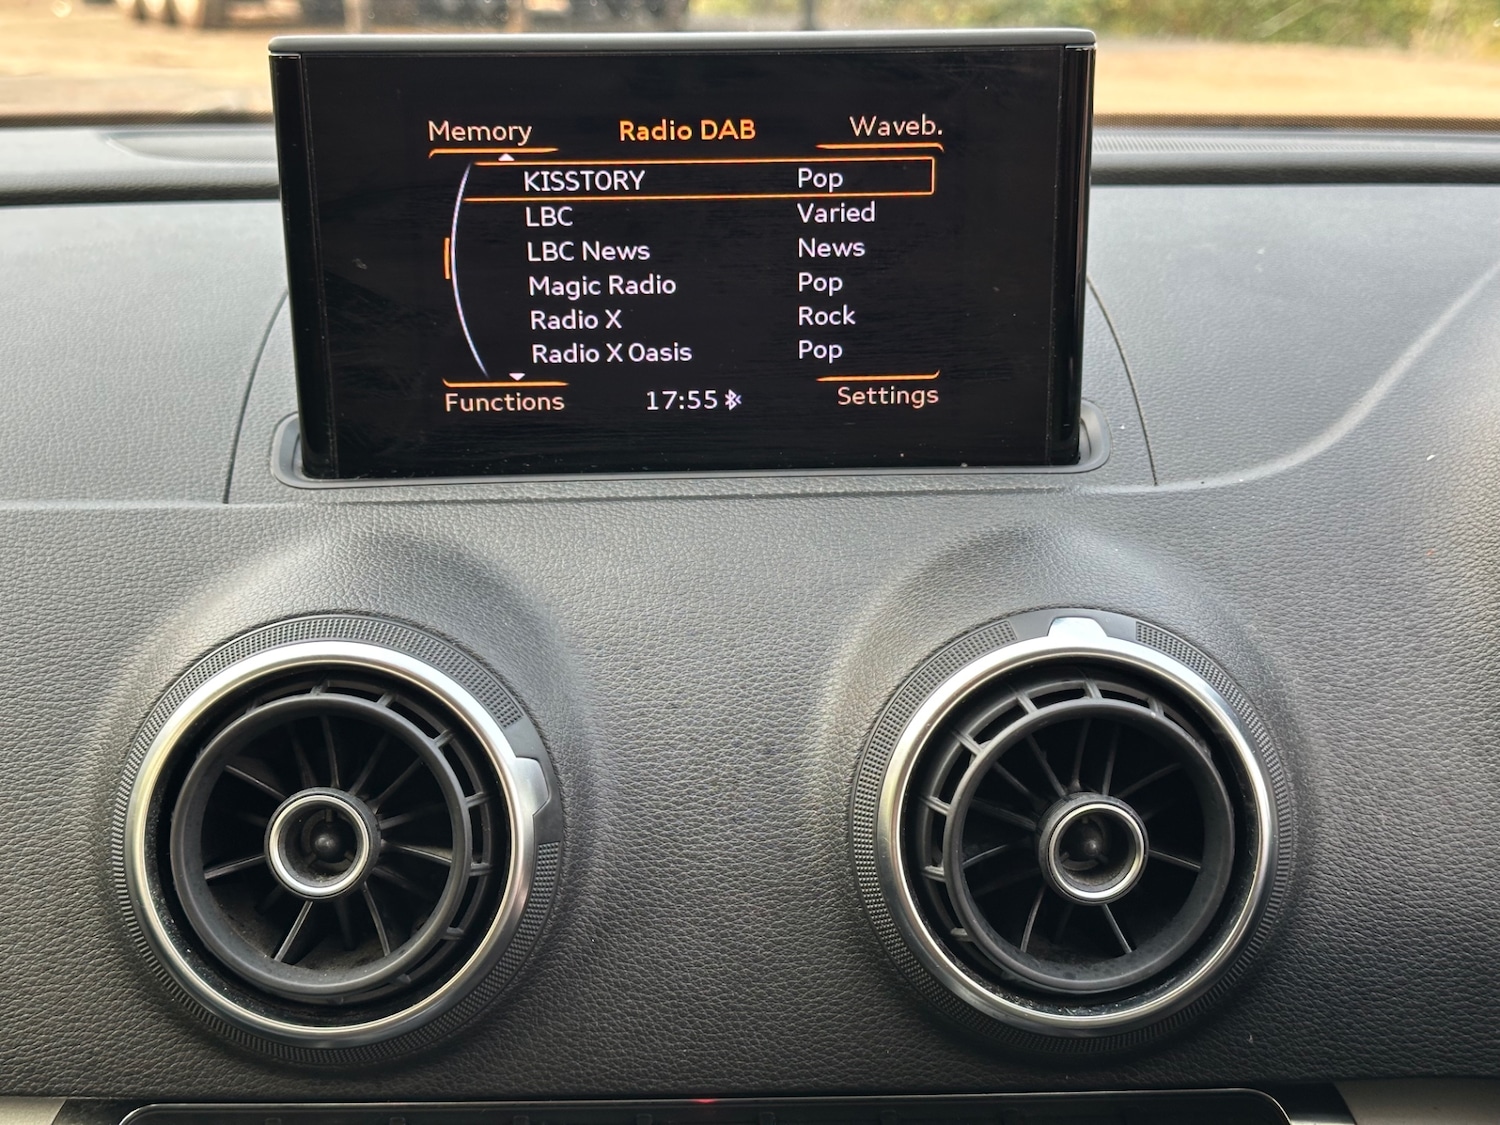 Memory Radio DAB Waveb.
KISSTORY Pop
LBC Varied
LBC News News
Magic Radio Pop
Radio X Rock
Radio X Oasis Pop
Functions 17:55 Settings